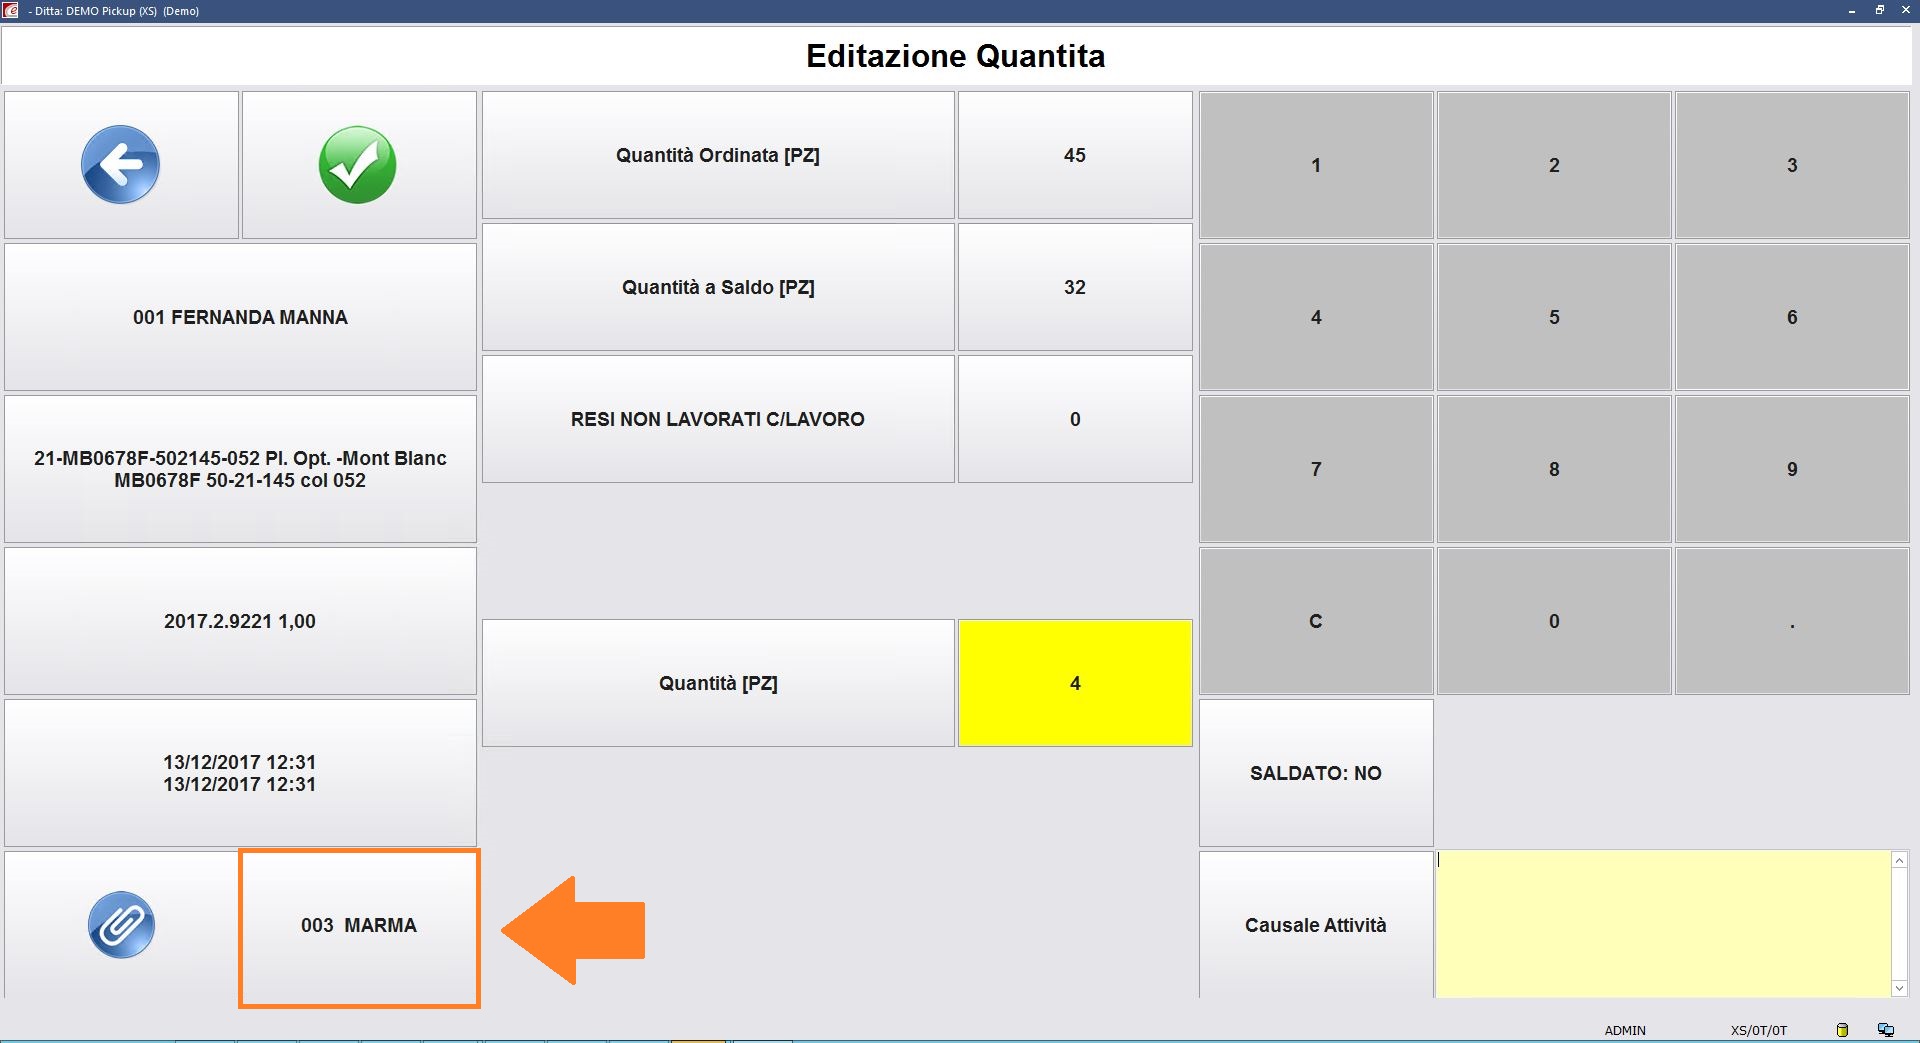 - Ditta: DEMO Pickup (XS) (Demo)
Editazione Quantita
001 FERNANDA MANNA
21-MB0678F-502145-052 Pl. Opt. -Mont Blanc
MB0678F 50-21-145 col 052
2017.2.9221 1,00
13/12/2017 12:31
13/12/2017 12:31
003 MARMA
Quantità Ordinata [PZ]
45
Quantità a Saldo [PZ]
32
RESI NON LAVORATI C/LAVORO
0
Quantità [PZ]
4
1
2
3
4
5
6
7
8
9
C
0
.
SALDATO: NO
Causale Attività
ADMIN
XS/0T/0T